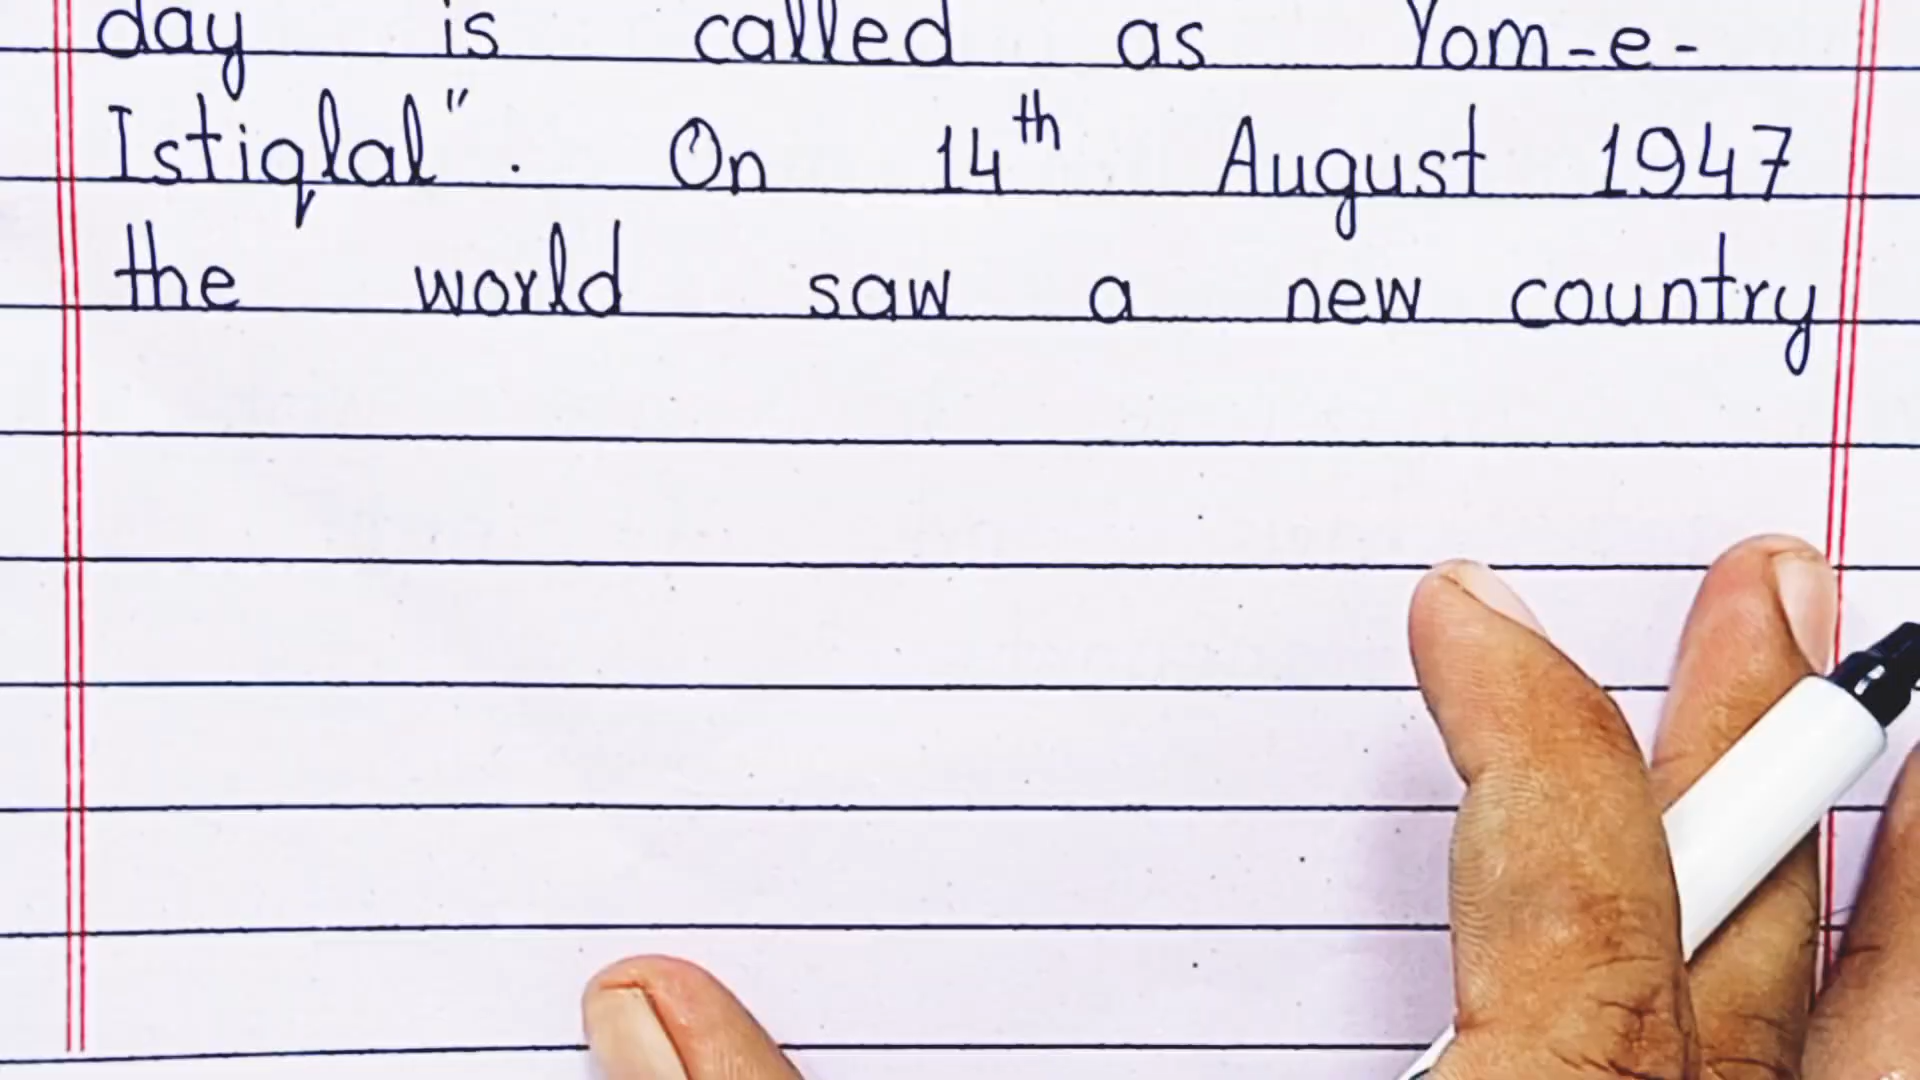 day is called as Yom-e-
Istiqlal". On 14th August 1947
the world saw a new country